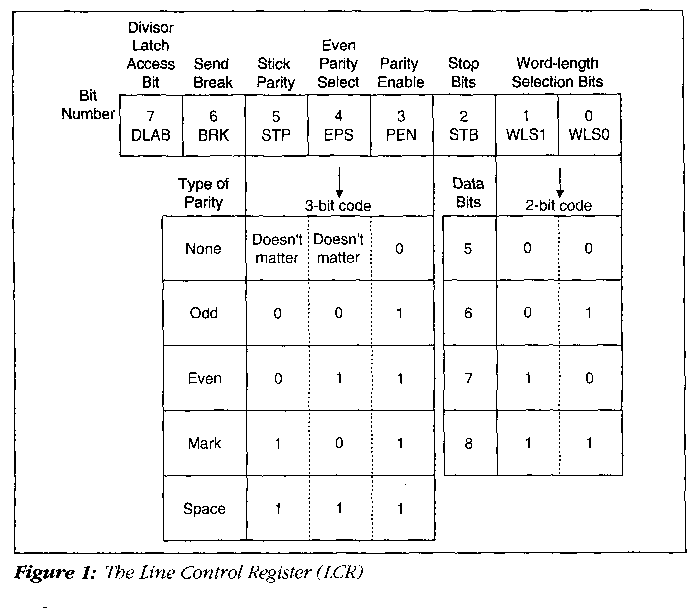 Divisor Latch Access Bit
Send Break
Stick Parity
Even Parity Select
Parity Enable
Stop Bits
Word-length Selection Bits
Bit Number
7 6 5 4 3 2 1 0
DLAB BRK STP EPS PEN STB WLS1 WLS0
Type of Parity
3-bit code
Data Bits
2-bit code
None Doesn't matter Doesn't matter 0
5 0 0
Odd 0 0 1
6 0 1
Even 0 1 1
7 1 0
Mark 1 0 1
8 1 1
Space 1 1 1
Figure 1: The Line Control Register (LCR)